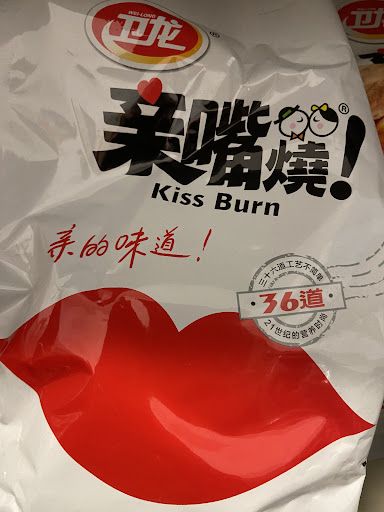 WEI-LONG
卫龙®
亲嘴燒!®
Kiss Burn
亲的味道!
三十六道工艺不简单
36道
21世纪的营养时尚